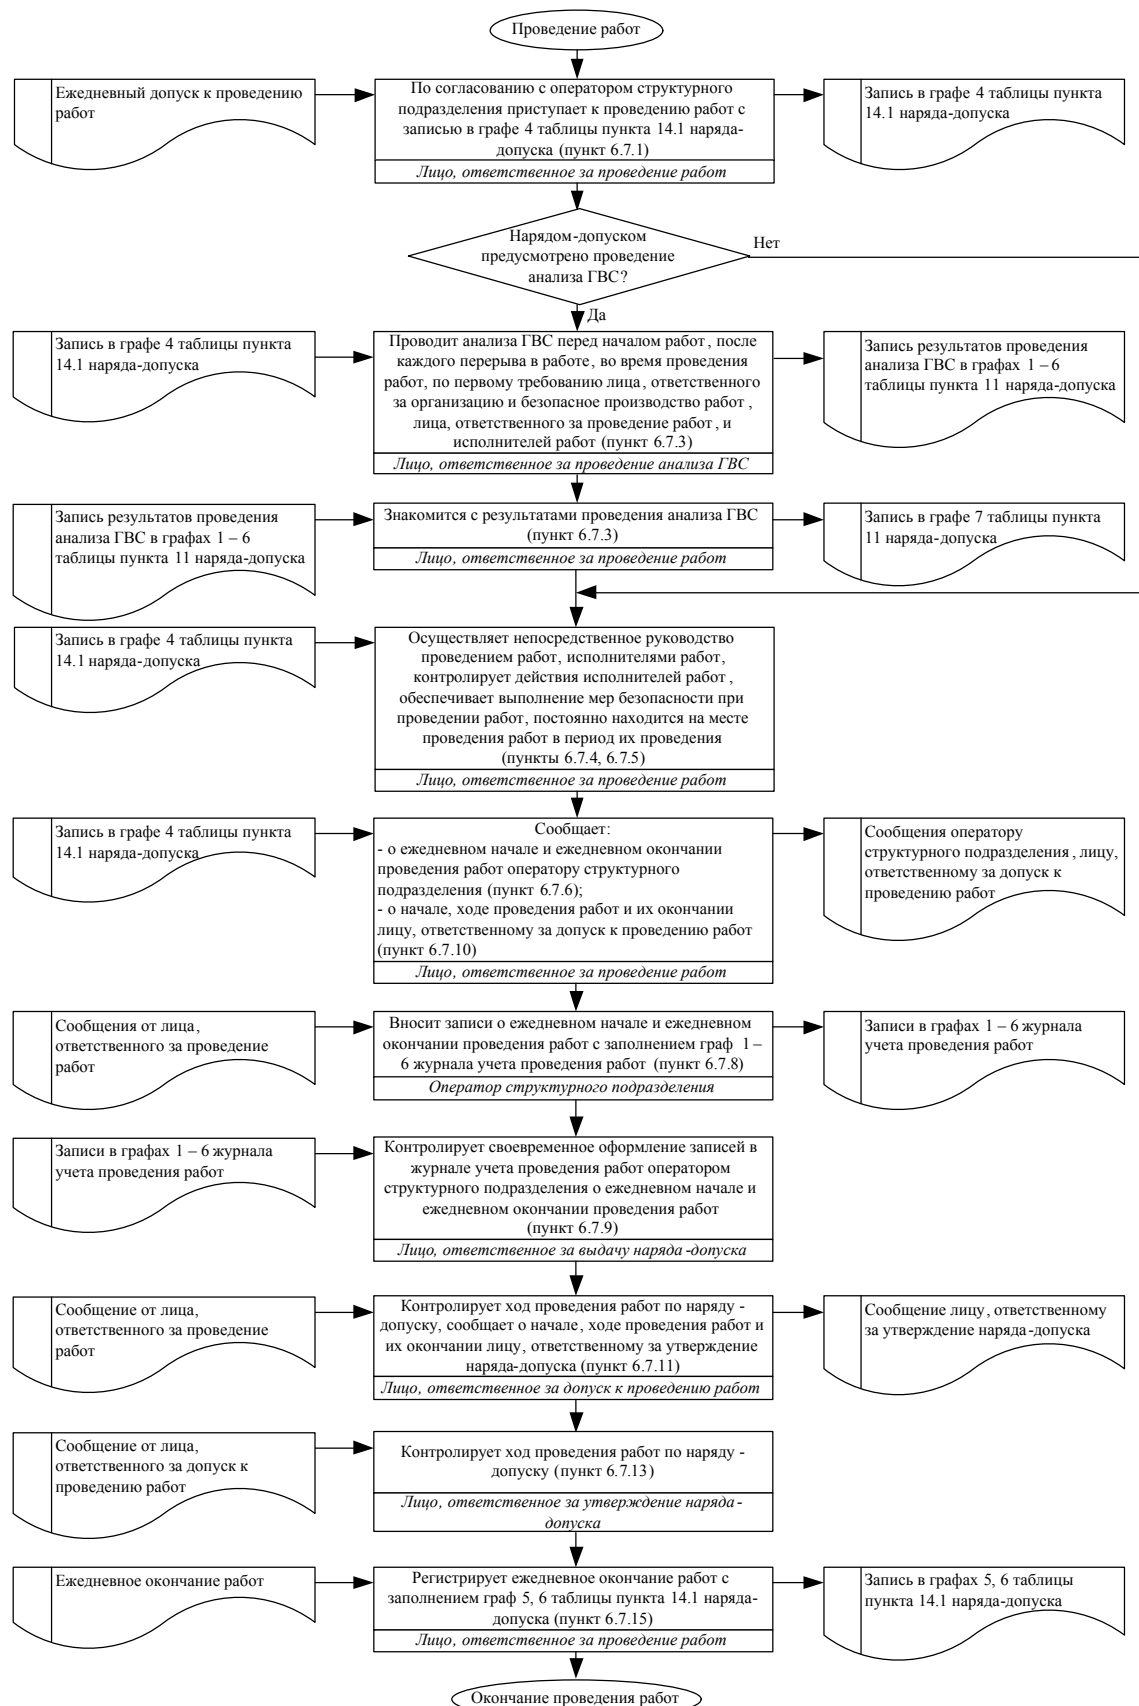 Проведение работ
Ежедневный допуск к проведению
работ
По согласованию с оператором структурного
подразделения приступает к проведению работ с
записью в графе 4 таблицы пункта 14.1 наряда-
допуска (пункт 6.7.1)
Лицо, ответственное за проведение работ
Запись в графе 4 таблицы пункта
14.1 наряда-допуска
Нарядом-допуском
предусмотрено проведение
анализа ГВС?
Нет
Да
Запись в графе 4 таблицы пункта
14.1 наряда-допуска
Проводит анализа ГВС перед началом работ, после
каждого перерыва в работе, во время проведения
работ, по первому требованию лица, ответственного
за организацию и безопасное производство работ,
лица, ответственного за проведение работ, и
исполнителей работ (пункт 6.7.3)
Лицо, ответственное за проведение анализа ГВС
Запись результатов проведения
анализа ГВС в графах 1 – 6
таблицы пункта 11 наряда-допуска
Запись результатов проведения
анализа ГВС в графах 1 – 6
таблицы пункта 11 наряда-допуска
Знакомится с результатами проведения анализа ГВС
(пункт 6.7.3)
Лицо, ответственное за проведение работ
Запись в графе 7 таблицы пункта
11 наряда-допуска
Запись в графе 4 таблицы пункта
14.1 наряда-допуска
Осуществляет непосредственное руководство
проведением работ, исполнителями работ,
контролирует действия исполнителей работ,
обеспечивает выполнение мер безопасности при
проведении работ, постоянно находится на месте
проведения работ в период их проведения
(пункты 6.7.4, 6.7.5)
Лицо, ответственное за проведение работ
Запись в графе 4 таблицы пункта
14.1 наряда-допуска
Сообщает:
- о ежедневном начале и ежедневном окончании
проведения работ оператору структурного
подразделения (пункт 6.7.6);
- о начале, ходе проведения работ и их окончании
лицу, ответственному за допуск к проведению работ
(пункт 6.7.10)
Лицо, ответственное за проведение работ
Сообщения оператору
структурного подразделения, лицу,
ответственному за допуск к
проведению работ
Сообщения от лица,
ответственного за проведение
работ
Вносит записи о ежедневном начале и ежедневном
окончании проведения работ с заполнением граф 1 –
6 журнала учета проведения работ (пункт 6.7.8)
Оператор структурного подразделения
Записи в графах 1 – 6 журнала
учета проведения работ
Записи в графах 1 – 6 журнала
учета проведения работ
Контролирует своевременное оформление записей в
журнале учета проведения работ оператором
структурного подразделения о ежедневном начале и
ежедневном окончании проведения работ
(пункт 6.7.9)
Лицо, ответственное за выдачу наряда-допуска
Сообщение от лица,
ответственного за проведение
работ
Контролирует ход проведения работ по наряду -
допуску, сообщает о начале, ходе проведения работ и
их окончании лицу, ответственному за утверждение
наряда-допуска (пункт 6.7.11)
Лицо, ответственное за допуск к проведению работ
Сообщение лицу, ответственному
за утверждение наряда-допуска
Сообщение от лица,
ответственного за допуск к
проведению работ
Контролирует ход проведения работ по наряду -
допуску (пункт 6.7.13)
Лицо, ответственное за утверждение наряда-
допуска
Ежедневное окончание работ
Регистрирует ежедневное окончание работ с
заполнением граф 5, 6 таблицы пункта 14.1 наряда-
допуска (пункт 6.7.15)
Лицо, ответственное за проведение работ
Запись в графах 5, 6 таблицы
пункта 14.1 наряда-допуска
Окончание проведения работ